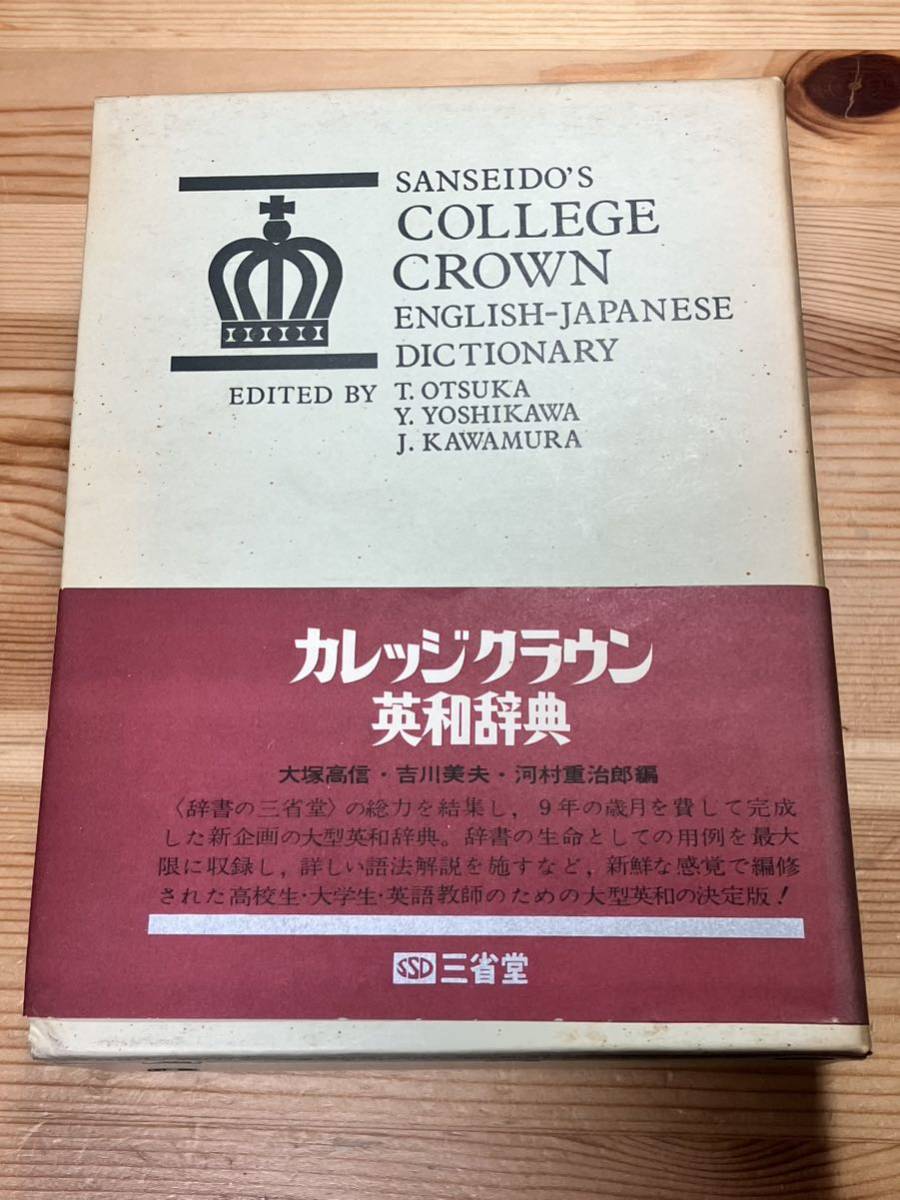 SANSEIDO'S
COLLEGE
CROWN
ENGLISH-JAPANESE
DICTIONARY
EDITED BY T. OTSUKA
Y. YOSHIKAWA
J. KAWAMURA
カレッジクラウン
英和辞典
大塚高信・吉川美夫・河村重治郎編
〈辞書の三省堂〉の総力を結集し，9年の歳月を費して完成
した新企画の大型英和辞典。辞書の生命としての用例を最大
限に収録し，詳しい語法解説を施すなど，新鮮な感覚で編修
された高校生・大学生・英語教師のための大型英和の決定版！
SSD 三省堂